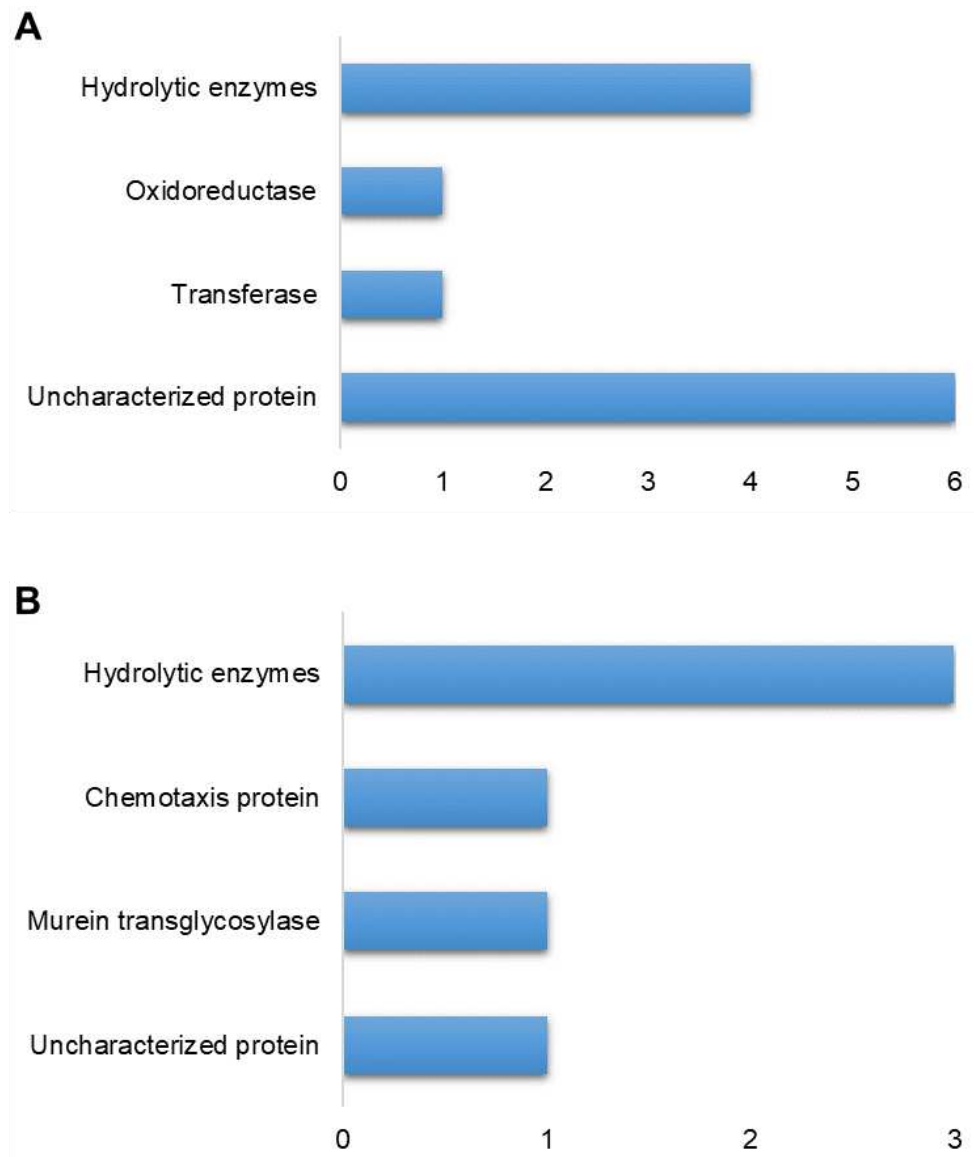 A
Hydrolytic enzymes
Oxidoreductase
Transferase
Uncharacterized protein
0 1 2 3 4 5 6
B
Hydrolytic enzymes
Chemotaxis protein
Murein transglycosylase
Uncharacterized protein
0 1 2 3